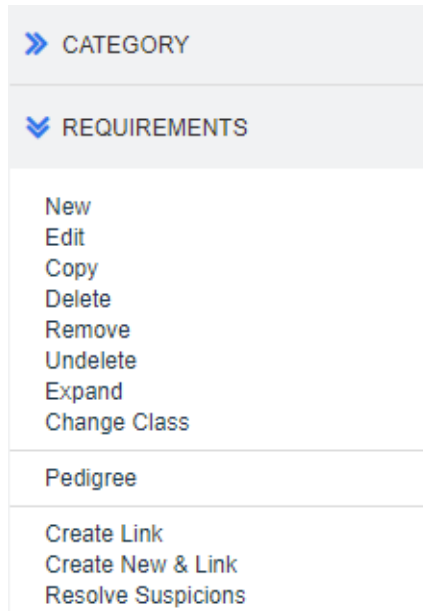 CATEGORY
REQUIREMENTS
New
Edit
Copy
Delete
Remove
Undelete
Expand
Change Class
Pedigree
Create Link
Create New & Link
Resolve Suspicions